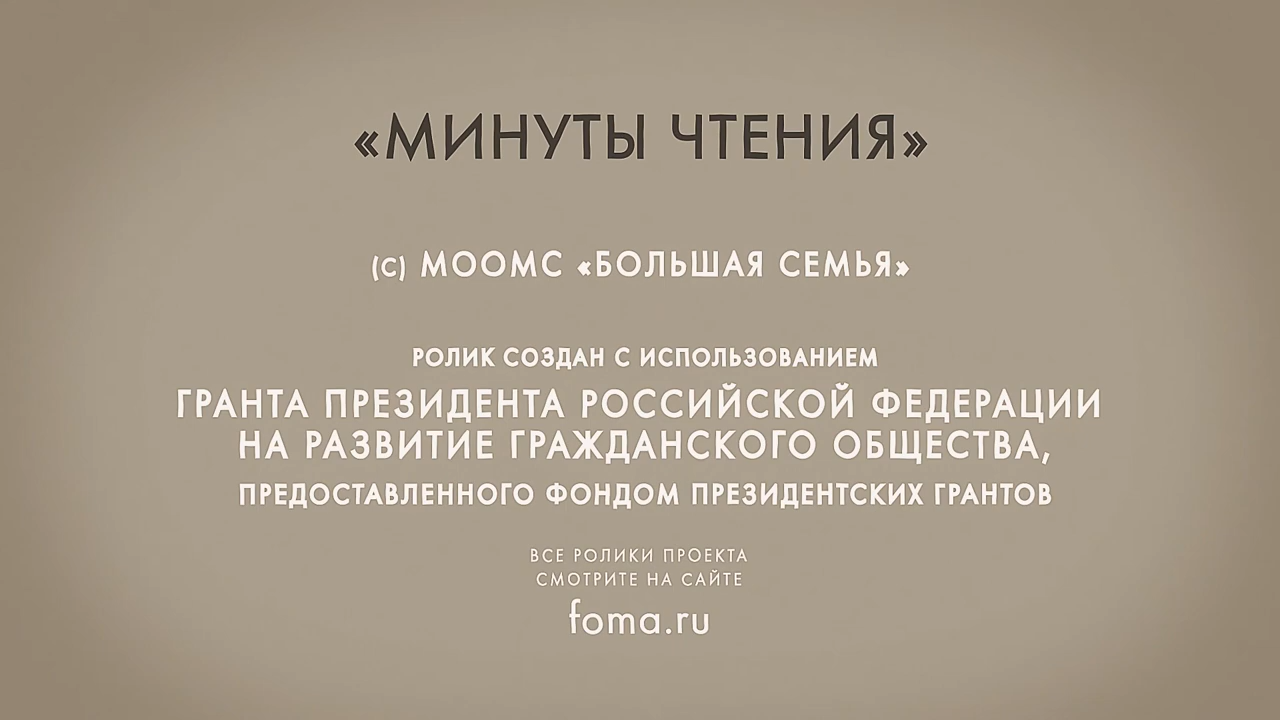 «МИНУТЫ ЧТЕНИЯ»
(С) МООМС «БОЛЬШАЯ СЕМЬЯ»
РОЛИК СОЗДАН С ИСПОЛЬЗОВАНИЕМ
ГРАНТА ПРЕЗИДЕНТА РОССИЙСКОЙ ФЕДЕРАЦИИ
НА РАЗВИТИЕ ГРАЖДАНСКОГО ОБЩЕСТВА,
ПРЕДОСТАВЛЕННОГО ФОНДОМ ПРЕЗИДЕНТСКИХ ГРАНТОВ
ВСЕ РОЛИКИ ПРОЕКТА
СМОТРИТЕ НА САЙТЕ
foma.ru